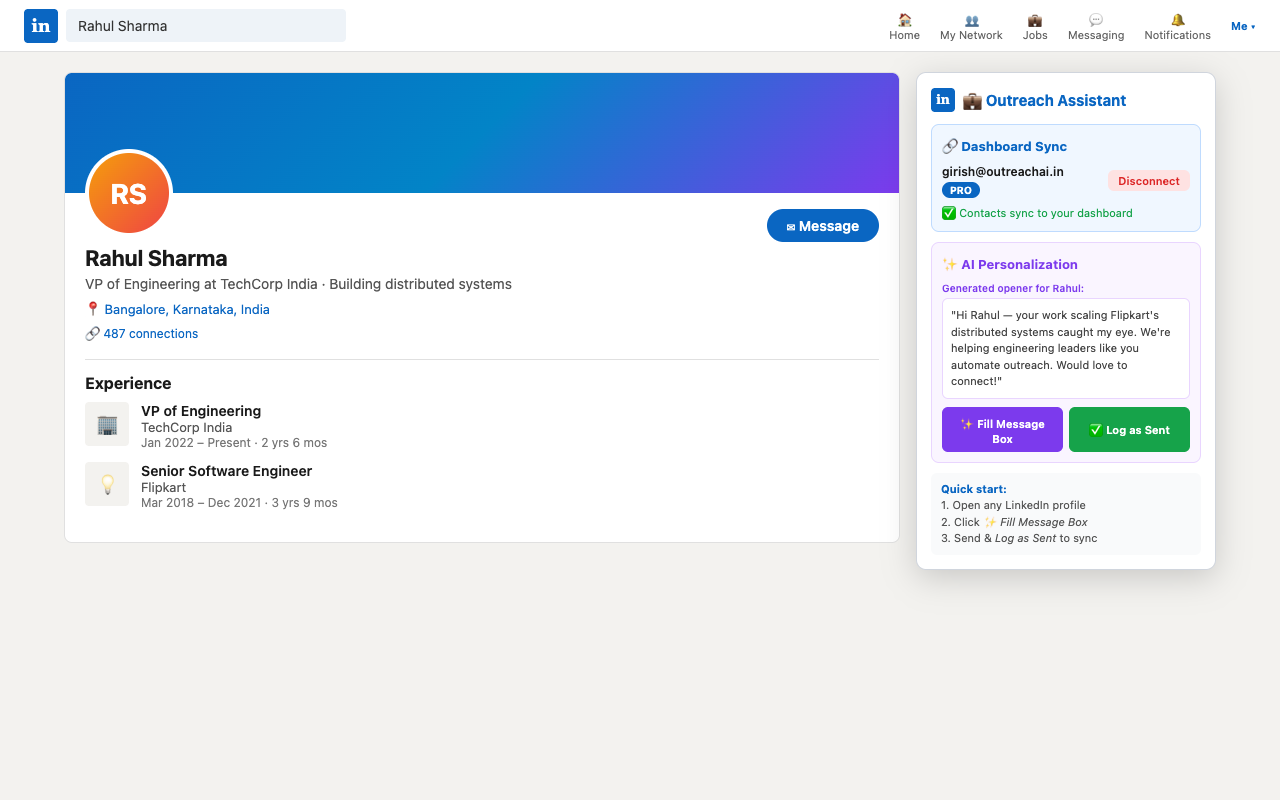 in
Rahul Sharma
Home
My Network
Jobs
Messaging
Notifications
Me ▾
RS
✉ Message
Rahul Sharma
VP of Engineering at TechCorp India · Building distributed systems
📍 Bangalore, Karnataka, India
🔗 487 connections
Experience
VP of Engineering
TechCorp India
Jan 2022 – Present · 2 yrs 6 mos
Senior Software Engineer
Flipkart
Mar 2018 – Dec 2021 · 3 yrs 9 mos
in 💼 Outreach Assistant
🔗 Dashboard Sync
girish@outreachai.in
PRO
Disconnect
✅ Contacts sync to your dashboard
✨ AI Personalization
Generated opener for Rahul:
"Hi Rahul — your work scaling Flipkart's
distributed systems caught my eye. We're
helping engineering leaders like you
automate outreach. Would love to
connect!"
✨ Fill Message
Box
✅ Log as Sent
Quick start:
1. Open any LinkedIn profile
2. Click ✨ Fill Message Box
3. Send & Log as Sent to sync